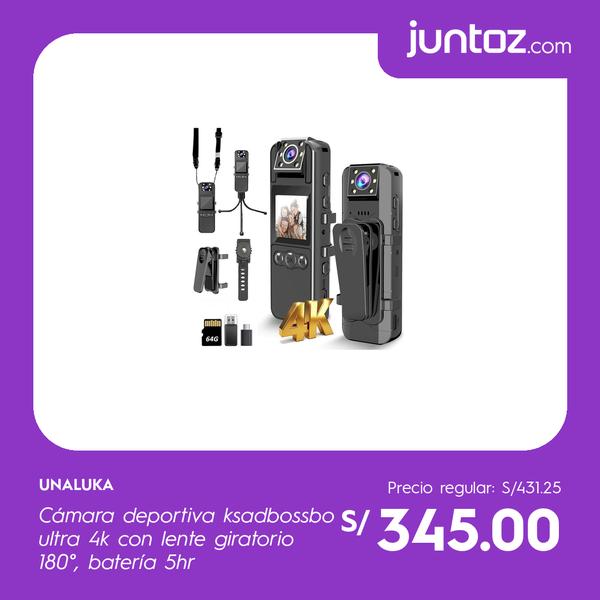 juntoz.com
4K
64G
UNALUKA
Cámara deportiva ksadbossbo
ultra 4k con lente giratorio
180°, batería 5hr
Precio regular: S/431.25
S/ 345.00